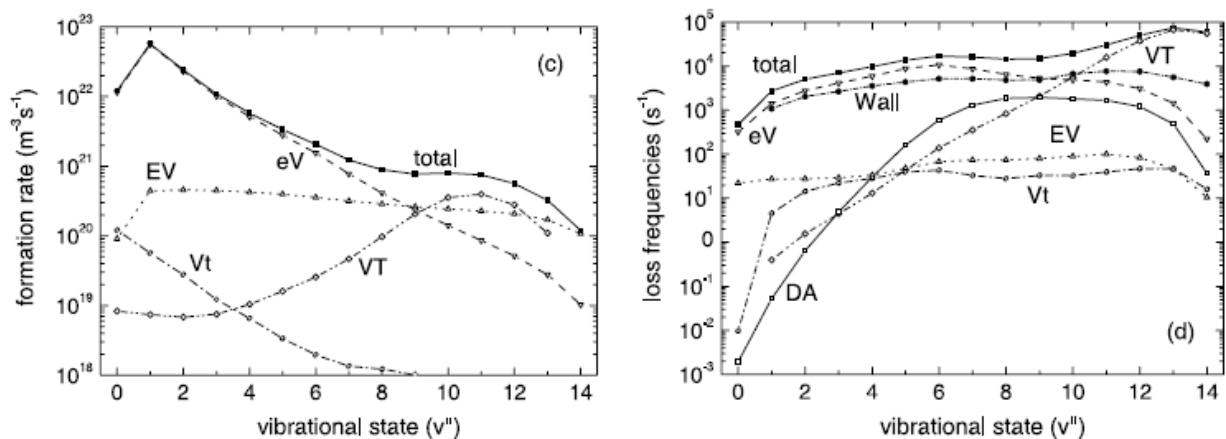 10^23
10^22
10^21
10^20
10^19
10^18
formation rate (m^-3 s^-1)
(c)
eV
total
EV
Vt
VT
0 2 4 6 8 10 12 14
vibrational state (v")
10^5
10^4
10^3
10^2
10^1
0
10^-1
10^-2
10^-3
loss frequencies (s^-1)
total
VT
Wall
eV
EV
Vt
DA
(d)
0 2 4 6 8 10 12 14
vibrational state (v")